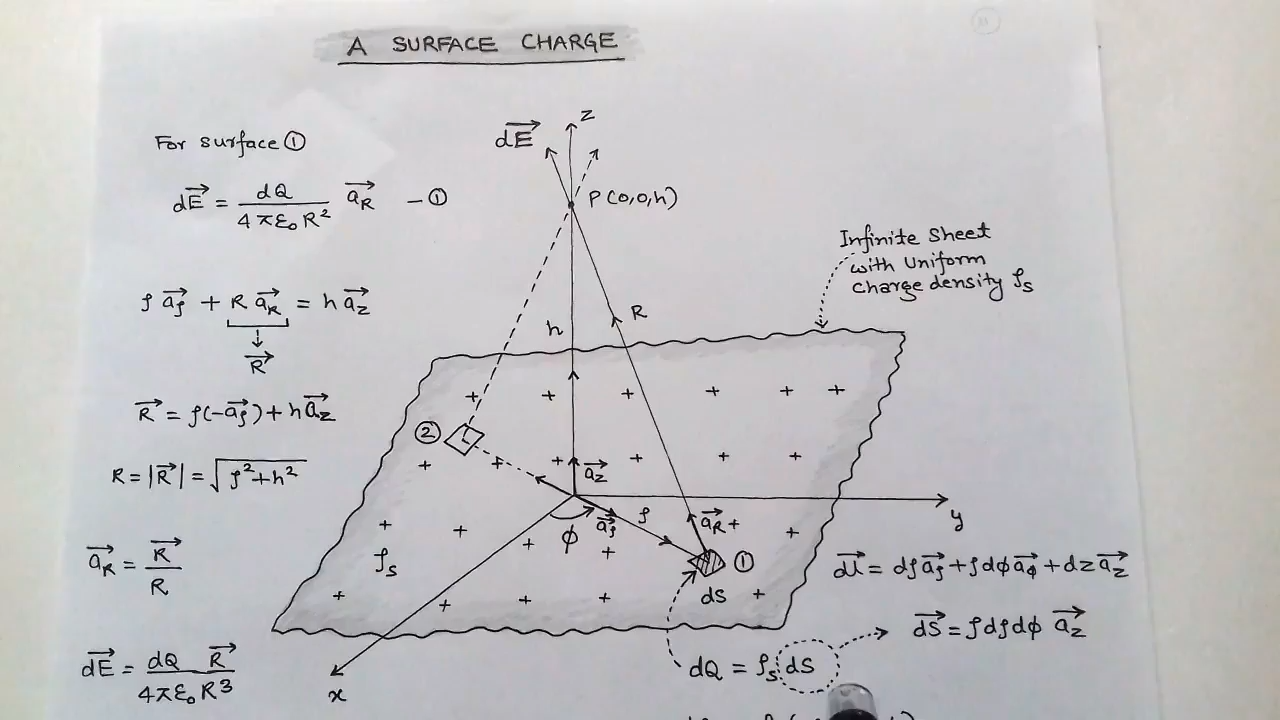 A SURFACE CHARGE
For surface ①
dE⃗ = dQ / 4πε₀R² a⃗R - ①
ρ a⃗ρ + R a⃗R = h a⃗z
R⃗
R⃗ = ρ(-a⃗ρ) + h a⃗z
R = |R⃗| = √(ρ² + h²)
a⃗R = R⃗ / R
dE⃗ = dQ R⃗ / 4πε₀R³
dE⃗
z
P(0,0,h)
Infinite Sheet
with Uniform
charge density ρs
h
R
②
a⃗z
y
ρ
a⃗ρ
a⃗R
ϕ
ρs
①
dS
x
dl⃗ = dρ a⃗ρ + ρdϕ a⃗ϕ + dz a⃗z
dS⃗ = ρdρdϕ a⃗z
dQ = ρs dS